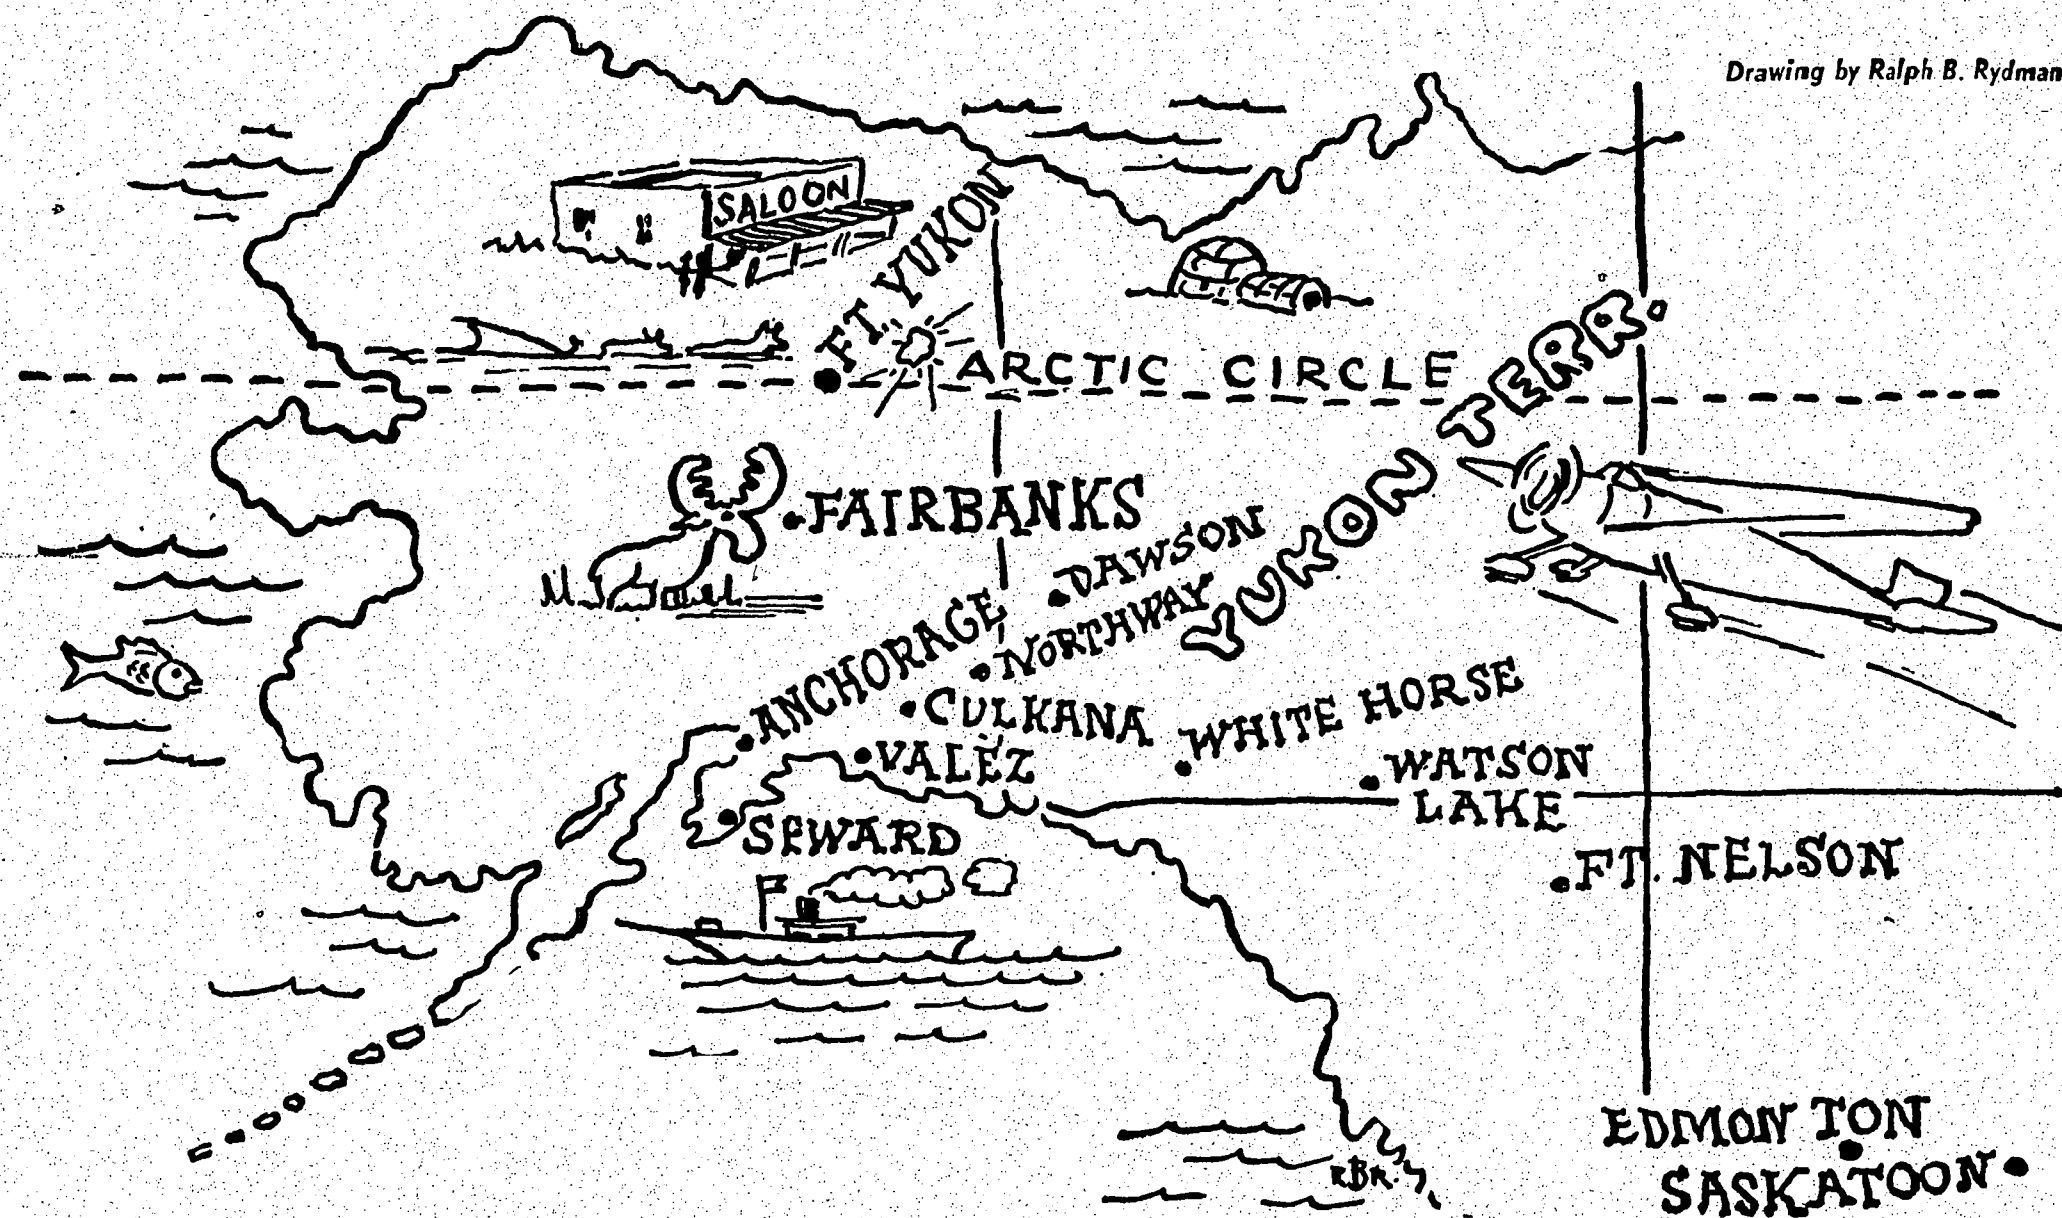 Drawing by Ralph B. Rydman
SALOON
FT. YUKON
ARCTIC CIRCLE
YUKON TERR.
FAIRBANKS
DAWSON
NORTHWAY
ANCHORAGE
CULKANA
VALEZ
WHITE HORSE
WATSON
LAKE
SEWARD
FT. NELSON
EDMONTON
SASKATOON
RBR.